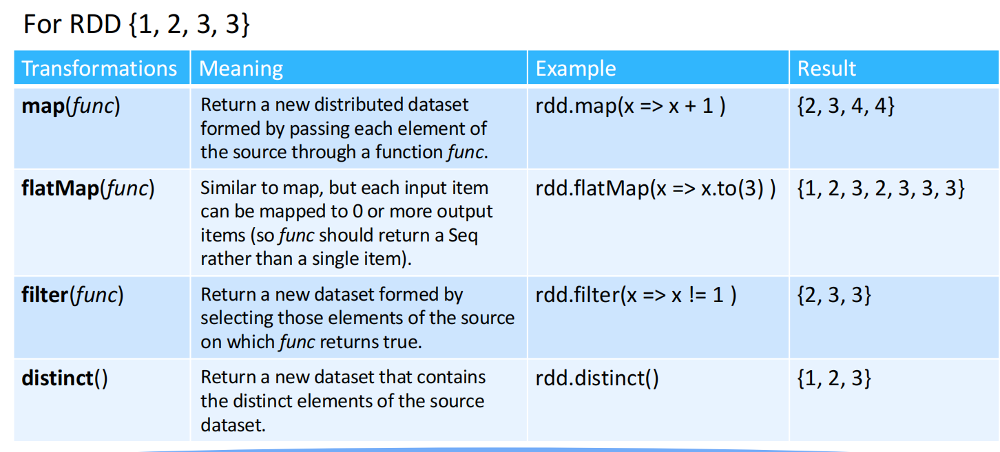 For RDD {1, 2, 3, 3}
Transformations Meaning Example Result
map(func) Return a new distributed dataset rdd.map(x => x + 1 ) {2, 3, 4, 4}
formed by passing each element of
the source through a function func.
flatMap(func) Similar to map, but each input item rdd.flatMap(x => x.to(3) ) {1, 2, 3, 2, 3, 3, 3}
can be mapped to 0 or more output
items (so func should return a Seq
rather than a single item).
filter(func) Return a new dataset formed by rdd.filter(x => x != 1 ) {2, 3, 3}
selecting those elements of the source
on which func returns true.
distinct() Return a new dataset that contains rdd.distinct() {1, 2, 3}
the distinct elements of the source
dataset.